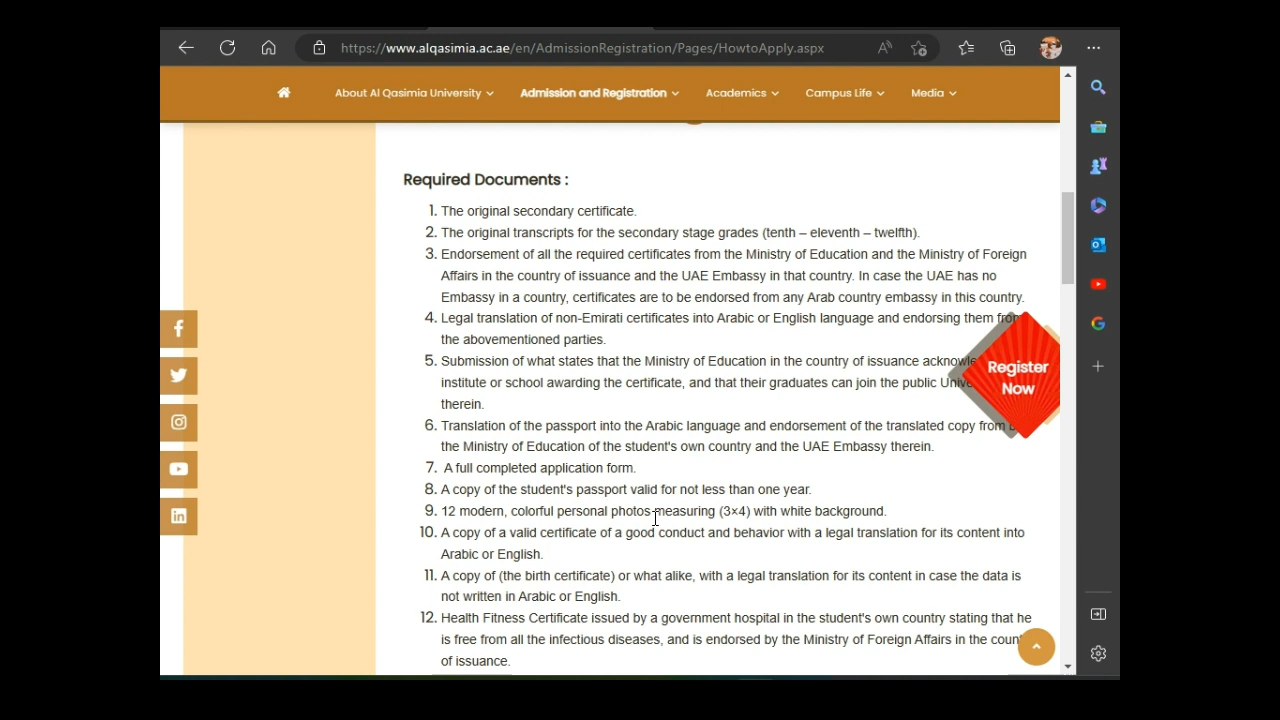 https://www.alqasimia.ac.ae/en/AdmissionRegistration/Pages/HowtoApply.aspx
About Al Qasimia University Admission and Registration Academics Campus Life Media
Required Documents :
1. The original secondary certificate.
2. The original transcripts for the secondary stage grades (tenth – eleventh – twelfth).
3. Endorsement of all the required certificates from the Ministry of Education and the Ministry of Foreign
Affairs in the country of issuance and the UAE Embassy in that country. In case the UAE has no
Embassy in a country, certificates are to be endorsed from any Arab country embassy in this country.
4. Legal translation of non-Emirati certificates into Arabic or English language and endorsing them from
the abovementioned parties.
5. Submission of what states that the Ministry of Education in the country of issuance
institute or school awarding the certificate, and that their graduates can join the public
therein.
Register
Now
6. Translation of the passport into the Arabic language and endorsement of the translated copy from
the Ministry of Education of the student's own country and the UAE Embassy therein.
7. A full completed application form.
8. A copy of the student's passport valid for not less than one year.
9. 12 modern, colorful personal photos measuring (3×4) with white background.
10. A copy of a valid certificate of a good conduct and behavior with a legal translation for its content into
Arabic or English.
11. A copy of (the birth certificate) or what alike, with a legal translation for its content in case the data is
not written in Arabic or English.
12. Health Fitness Certificate issued by a government hospital in the student's own country stating that he
is free from all the infectious diseases, and is endorsed by the Ministry of Foreign Affairs in the
of issuance.